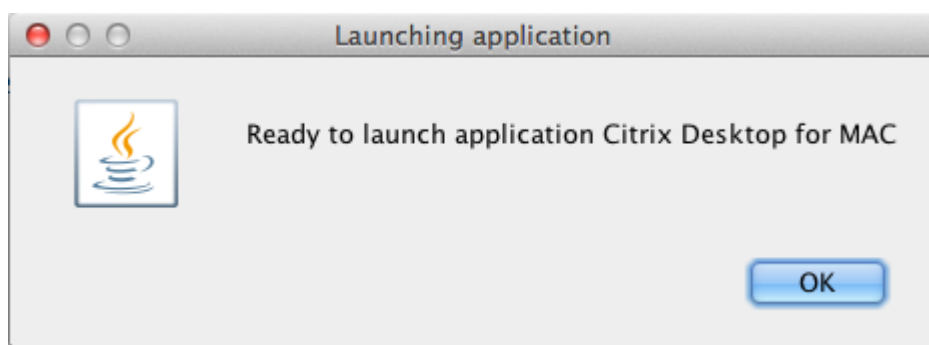 Launching application
Ready to launch application Citrix Desktop for MAC
OK